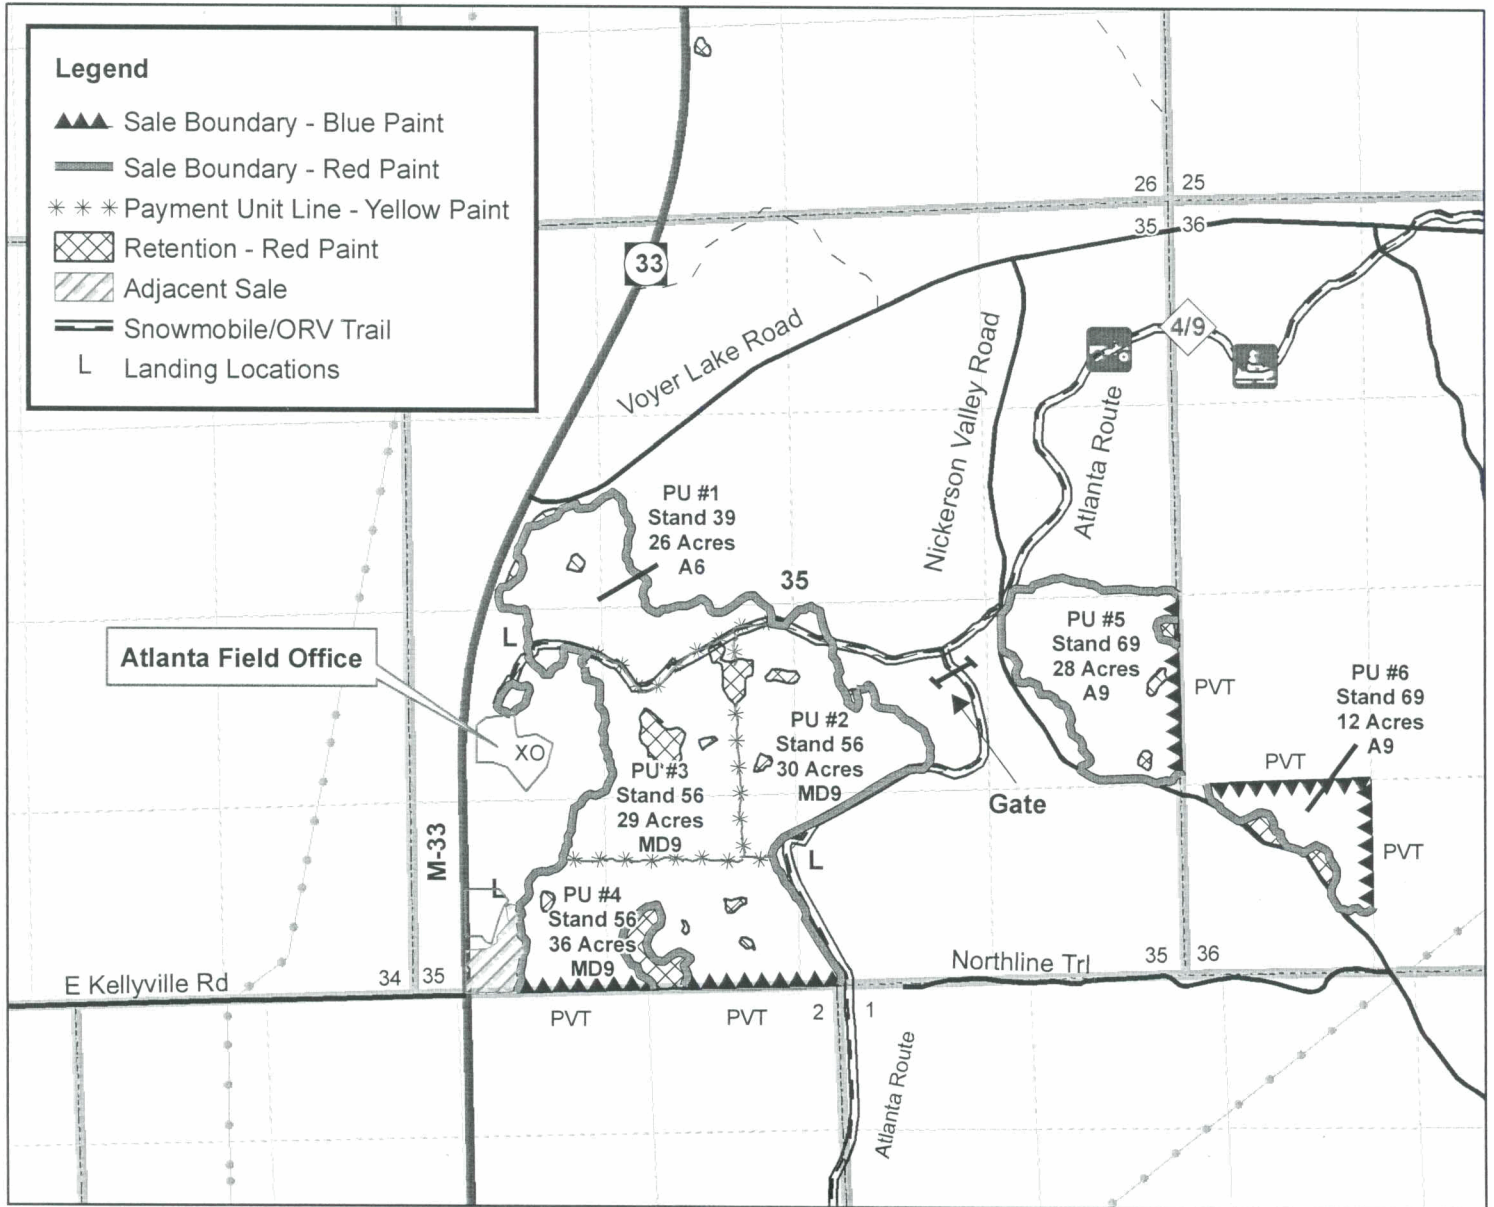 Legend
Sale Boundary - Blue Paint
Sale Boundary - Red Paint
Payment Unit Line - Yellow Paint
Retention - Red Paint
Adjacent Sale
Snowmobile/ORV Trail
L Landing Locations
26 25
35 36
33
4/9
Voyer Lake Road
Nickerson Valley Road
Atlanta Route
PU #1
Stand 39
26 Acres
A6
35
L
Atlanta Field Office
XO
PU #5
Stand 69
28 Acres
A9
PVT
PU #6
Stand 69
12 Acres
A9
PVT
PVT
PU #2
Stand 56
30 Acres
MD9
PU #3
Stand 56
29 Acres
MD9
Gate
M-33
L
L
PU #4
Stand 56
36 Acres
MD9
E Kellyville Rd
34 35
Northline Trl
35 36
PVT
PVT
2 1
Atlanta Route